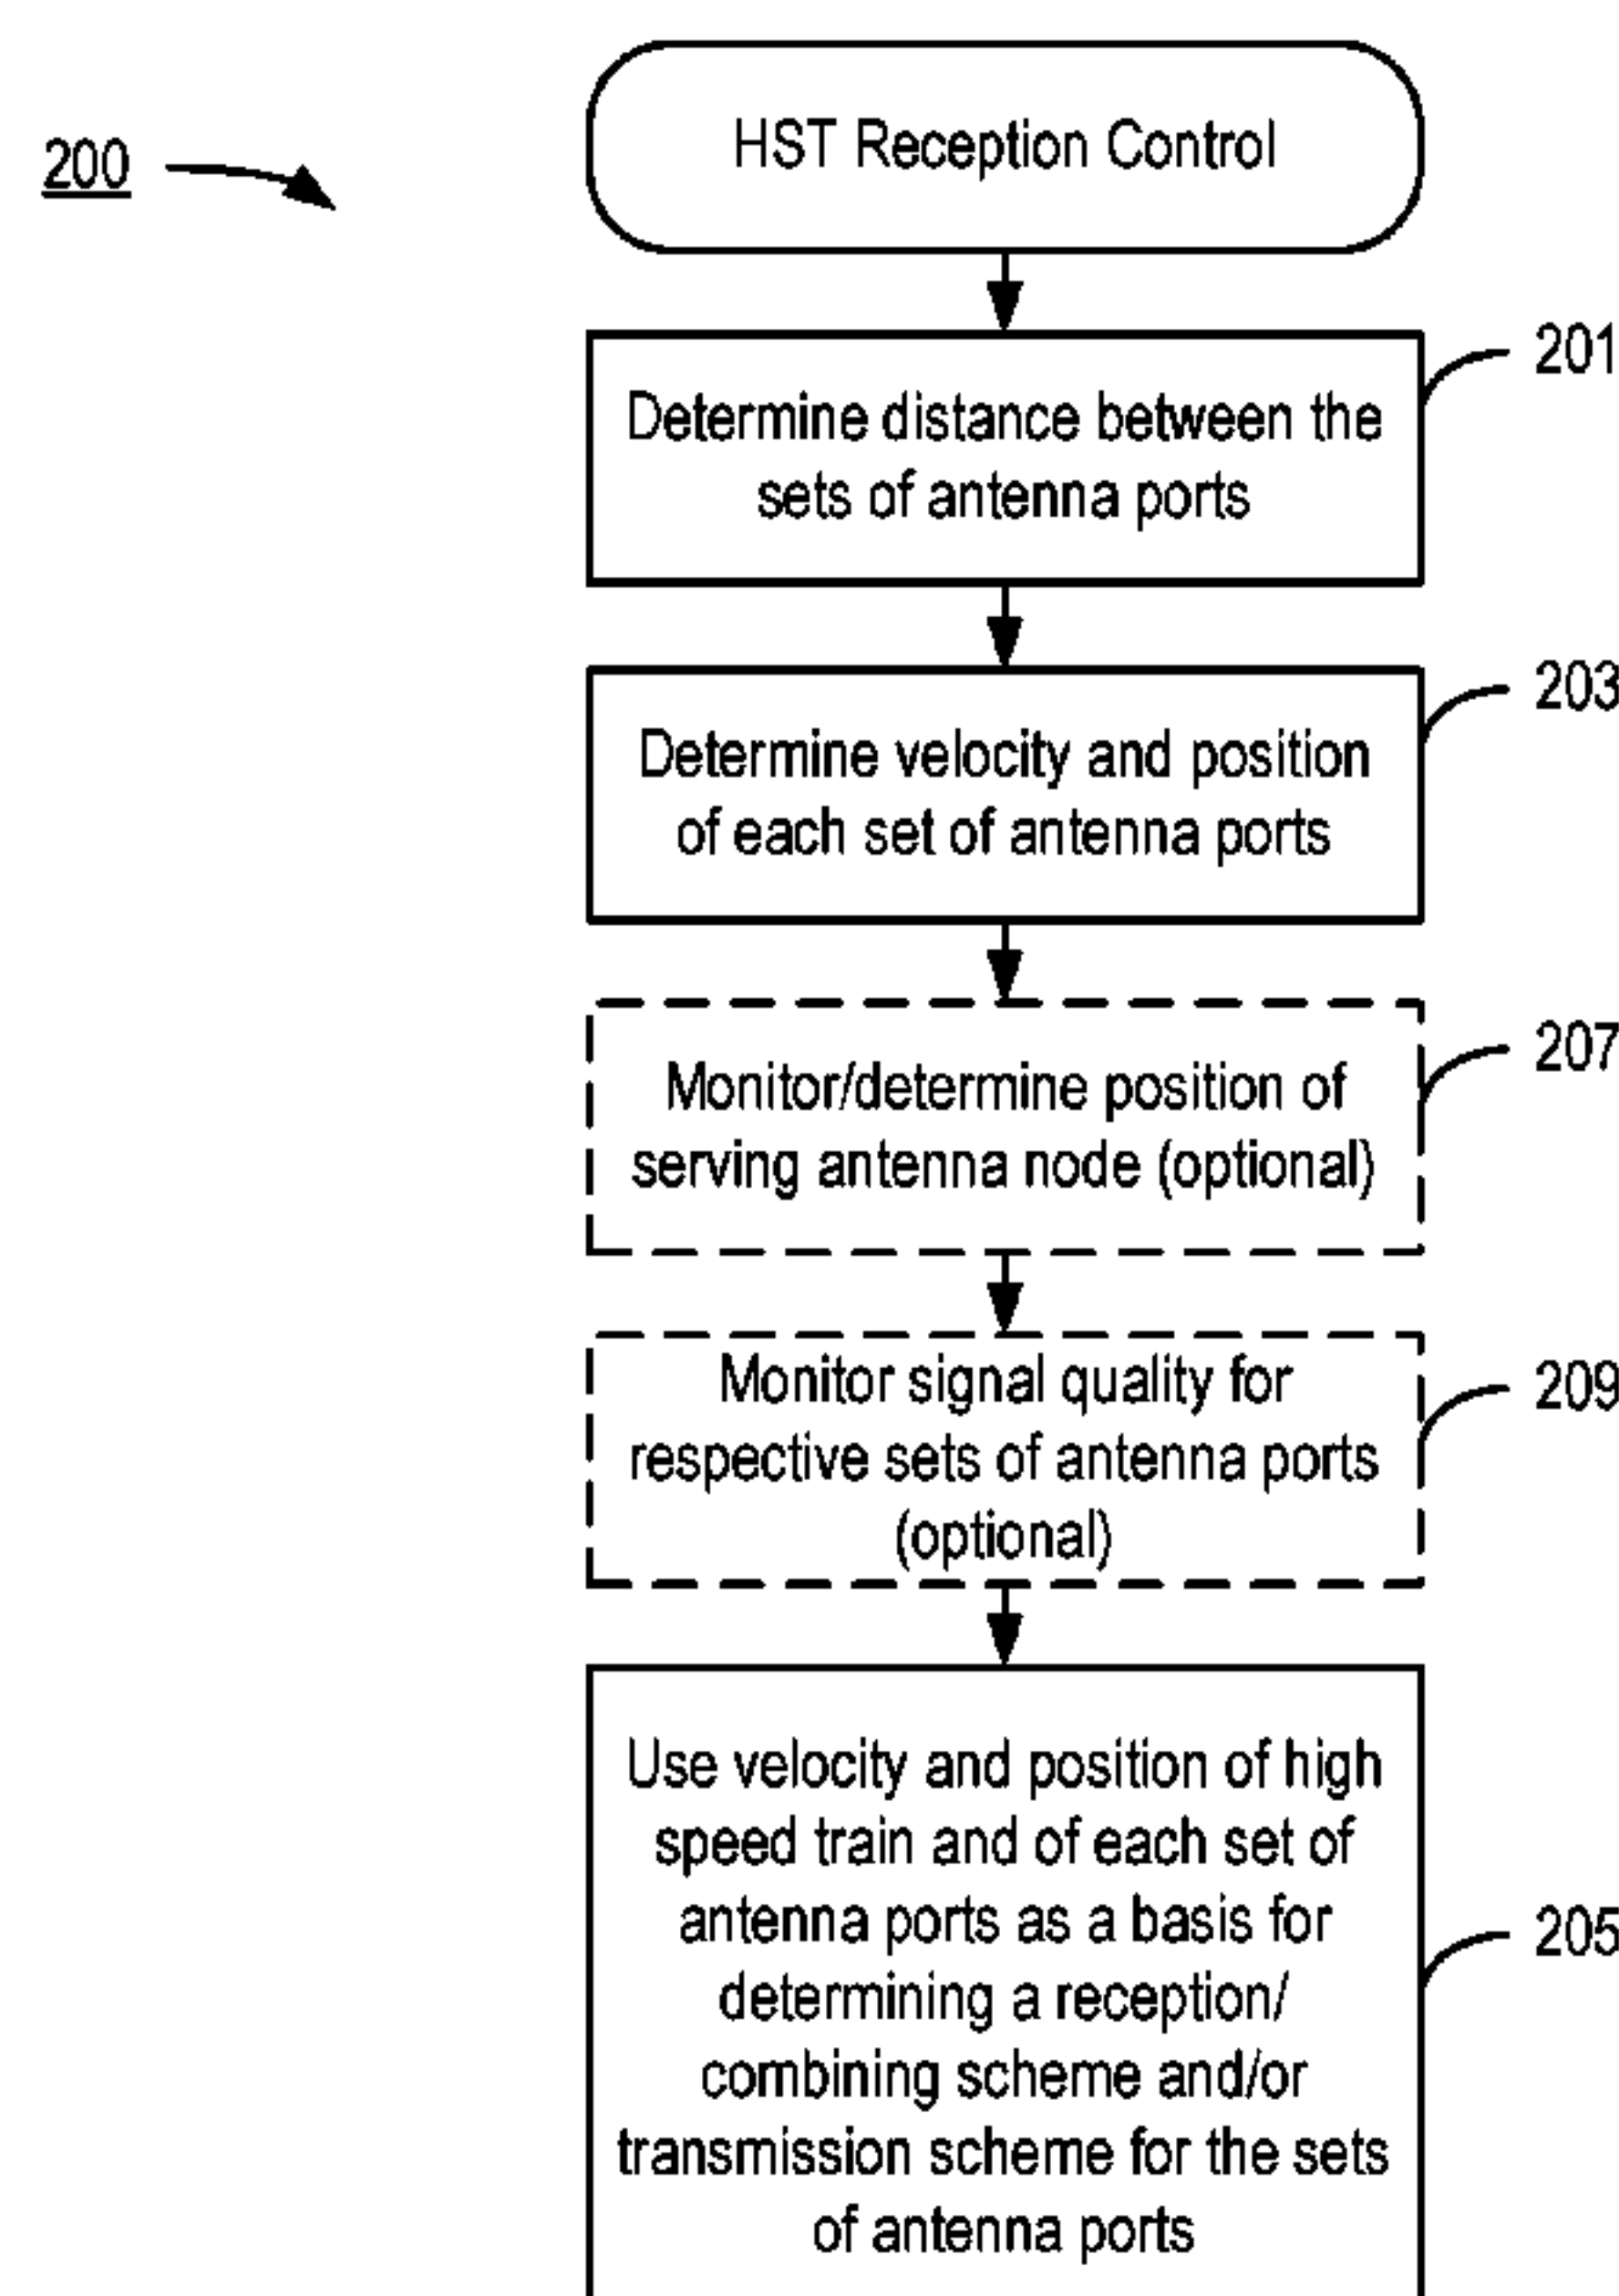 200
HST Reception Control
201
Determine distance between the
sets of antenna ports
203
Determine velocity and position
of each set of antenna ports
207
Monitor/determine position of
serving antenna node (optional)
209
Monitor signal quality for
respective sets of antenna ports
(optional)
205
Use velocity and position of high
speed train and of each set of
antenna ports as a basis for
determining a reception/
combining scheme and/or
transmission scheme for the sets
of antenna ports